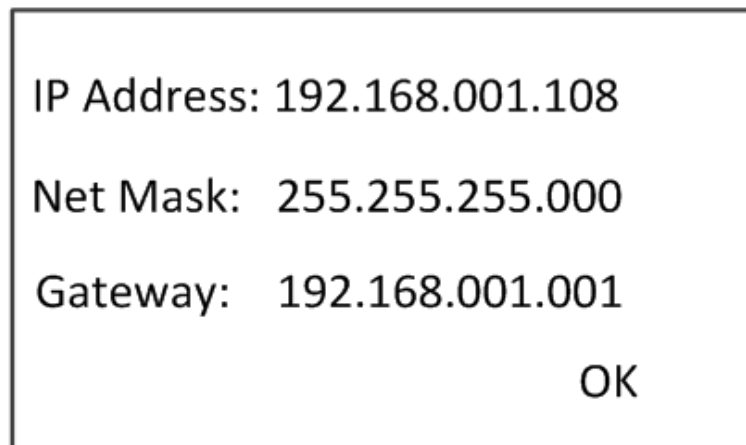 IP Address: 192.168.001.108
Net Mask: 255.255.255.000
Gateway: 192.168.001.001
OK